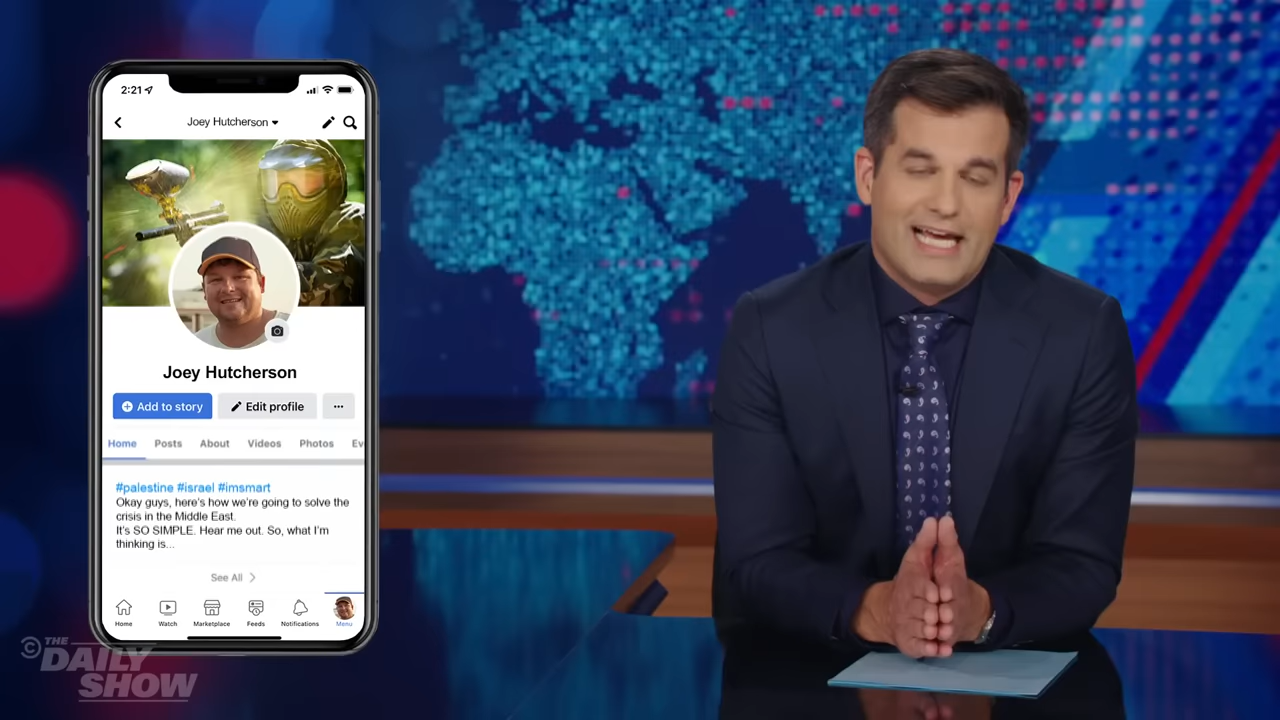 2:21
Joey Hutcherson
Joey Hutcherson
Add to story
Edit profile
Home Posts About Videos Photos Ev
#palestine #israel #imsmart
Okay guys, here's how we're going to solve the
crisis in the Middle East.
It's SO SIMPLE. Hear me out. So, what I'm
thinking is...
See All
Home Watch Marketplace Feeds Notifications Menu
THE
DAILY
SHOW